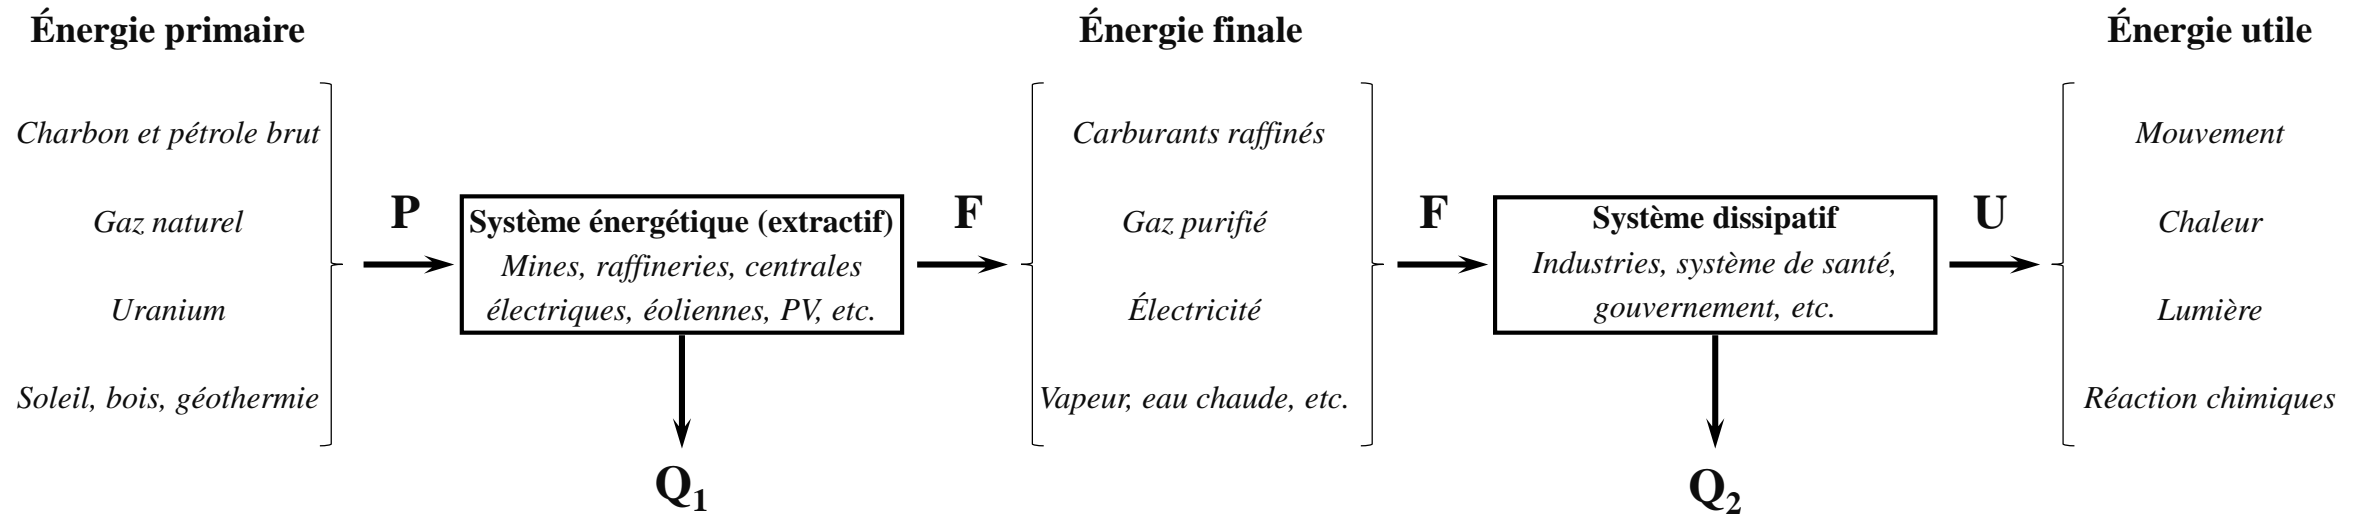 Énergie primaire
Charbon et pétrole brut
Gaz naturel
Uranium
Soleil, bois, géothermie
P
Système énergétique (extractif)
Mines, raffineries, centrales
électriques, éoliennes, PV, etc.
Q1
F
Énergie finale
Carburants raffinés
Gaz purifié
Électricité
Vapeur, eau chaude, etc.
F
Système dissipatif
Industries, système de santé,
gouvernement, etc.
Q2
U
Énergie utile
Mouvement
Chaleur
Lumière
Réaction chimiques